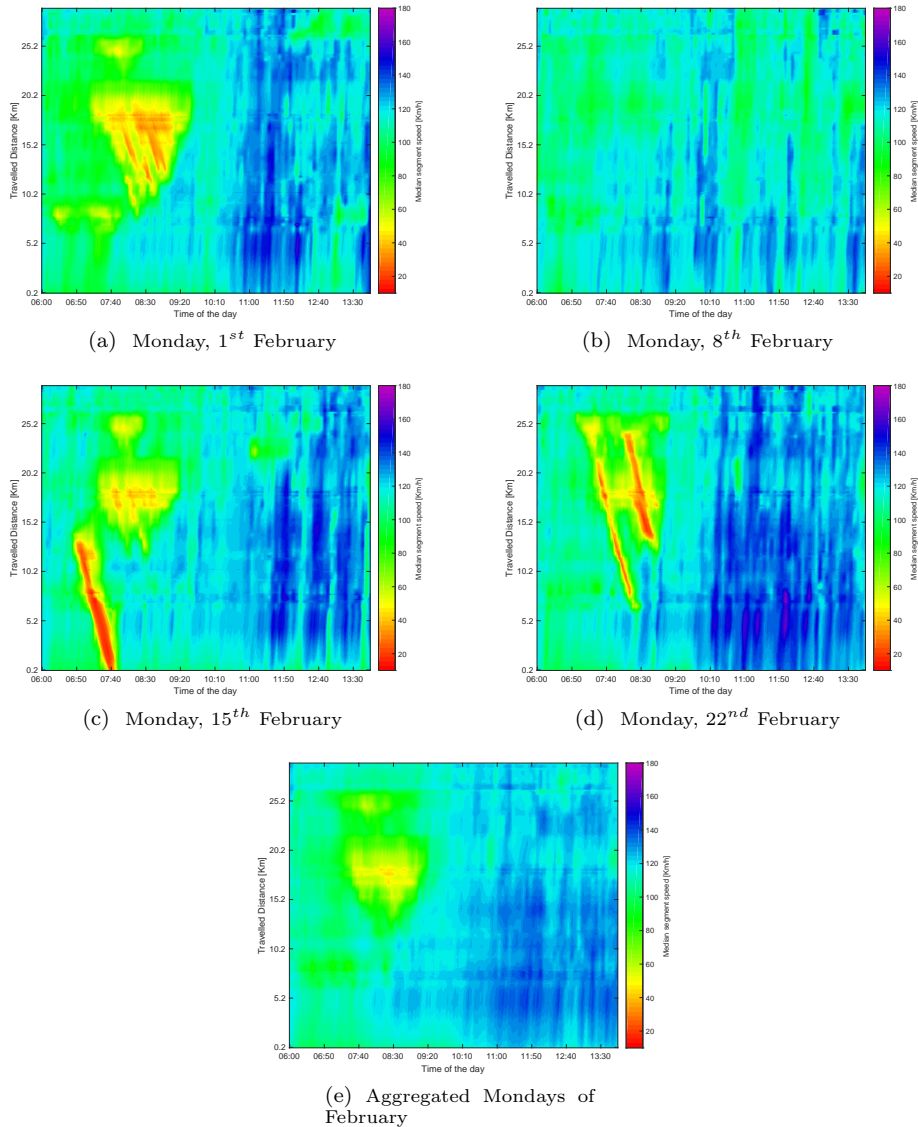 180
160
140
120
100
80
60
40
20
Median segment speed [Km/h]
25.2
20.2
15.2
10.2
5.2
0.2
Travelled Distance [Km]
06:00 06:50 07:40 08:30 09:20 10:10 11:00 11:50 12:40 13:30
Time of the day
(a) Monday, 1st February
180
160
140
120
100
80
60
40
20
Median segment speed [Km/h]
25.2
20.2
15.2
10.2
5.2
0.2
Travelled Distance [Km]
06:00 06:50 07:40 08:30 09:20 10:10 11:00 11:50 12:40 13:30
Time of the day
(b) Monday, 8th February
180
160
140
120
100
80
60
40
20
Median segment speed [Km/h]
25.2
20.2
15.2
10.2
5.2
0.2
Travelled Distance [Km]
06:00 06:50 07:40 08:30 09:20 10:10 11:00 11:50 12:40 13:30
Time of the day
(c) Monday, 15th February
180
160
140
120
100
80
60
40
20
Median segment speed [Km/h]
25.2
20.2
15.2
10.2
5.2
0.2
Travelled Distance [Km]
06:00 06:50 07:40 08:30 09:20 10:10 11:00 11:50 12:40 13:30
Time of the day
(d) Monday, 22nd February
180
160
140
120
100
80
60
40
20
Median segment speed [Km/h]
25.2
20.2
15.2
10.2
5.2
0.2
Travelled Distance [Km]
06:00 06:50 07:40 08:30 09:20 10:10 11:00 11:50 12:40 13:30
Time of the day
(e) Aggregated Mondays of
February